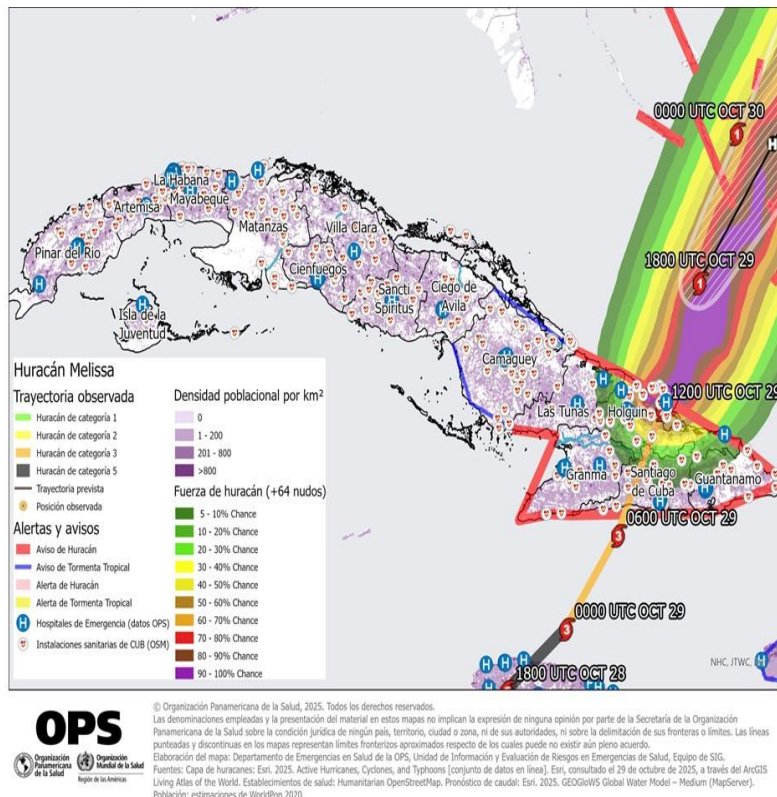 0000 UTC OCT 30
1
H
La Habana
Artemisa
Mayabeque
Matanzas
Villa Clara
Pinar del Rio
Cienfuegos
1800 UTC OCT 29
1
Isla de la
Juventud
Sancti
Spiritus
Ciego de
Avila
Camaguey
Las Tunas
Holguin
1200 UTC OCT 29
Granma
Santiago
de Cuba
Guantanamo
0600 UTC OCT 29
3
0000 UTC OCT 29
3
1800 UTC OCT 28
NHC, JTWC,
Huracán Melissa
Trayectoria observada
Huracán de categoría 1
Huracán de categoría 2
Huracán de categoría 3
Huracán de categoría 5
Trayectoria prevista
Posición observada
Alertas y avisos
Aviso de Huracán
Aviso de Tormenta Tropical
Alerta de Huracán
Alerta de Tormenta Tropical
H Hospitales de Emergencia (datos OPS)
Instalaciones sanitarias de CUB (OSM)
Densidad poblacional por km²
0
1 - 200
201 - 800
>800
Fuerza de huracán (+64 nudos)
5 - 10% Chance
10 - 20% Chance
20 - 30% Chance
30 - 40% Chance
40 - 50% Chance
50 - 60% Chance
60 - 70% Chance
70 - 80% Chance
80 - 90% Chance
90 - 100% Chance
OPS
Organización
Panamericana
de la Salud
Organización
Mundial de la Salud
Región de las Américas
© Organización Panamericana de la Salud, 2025. Todos los derechos reservados.
Las denominaciones empleadas y la presentación del material en estos mapas no implican la expresión de ninguna opinión por parte de la Secretaría de la Organización
Panamericana de la Salud sobre la condición jurídica de ningún país, territorio, ciudad o zona, ni de sus autoridades, ni sobre la delimitación de sus fronteras o límites. Las líneas
punteadas y discontinuas en los mapas representan límites fronterizos aproximados respecto de los cuales puede no existir aún pleno acuerdo.
Elaboración del mapa: Departamento de Emergencias en Salud de la OPS, Unidad de Información y Evaluación de Riesgos en Emergencias de Salud, Equipo de SIG.
Fuentes: Capa de huracanes: Esri. 2025. Active Hurricanes, Cyclones, and Typhoons [conjunto de datos en línea]. Esri, consultado el 29 de octubre de 2025, a través del ArcGIS
Living Atlas of the World. Establecimientos de salud: Humanitarian OpenStreetMap. Pronóstico de caudal: Esri. 2025. GEOGloWS Global Water Model – Medium (MapServer).
Población: estimaciones de WorldPop 2020.